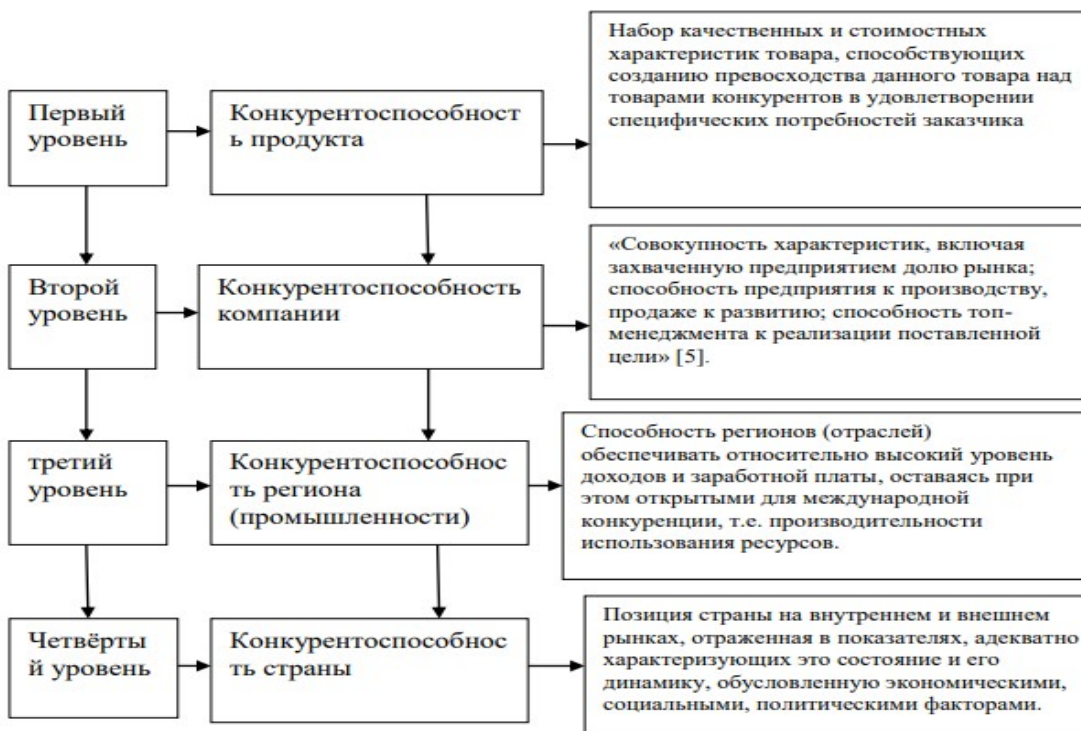 Первый
уровень
Конкурентоспособност
ь продукта
Набор качественных и стоимостных
характеристик товара, способствующих
созданию превосходства данного товара над
товарами конкурентов в удовлетворении
специфических потребностей заказчика
Второй
уровень
Конкурентоспособность
компании
«Совокупность характеристик, включая
захваченную предприятием долю рынка;
способность предприятия к производству,
продаже к развитию; способность топ-
менеджмента к реализации поставленной
цели» [5].
третий
уровень
Конкурентоспособнос
ть региона
(промышленности)
Способность регионов (отраслей)
обеспечивать относительно высокий уровень
доходов и заработной платы, оставаясь при
этом открытыми для международной
конкуренции, т.е. производительности
использования ресурсов.
Четвёрты
й уровень
Конкурентоспособнос
ть страны
Позиция страны на внутреннем и внешнем
рынках, отраженная в показателях, адекватно
характеризующих это состояние и его
динамику, обусловленную экономическими,
социальными, политическими факторами.